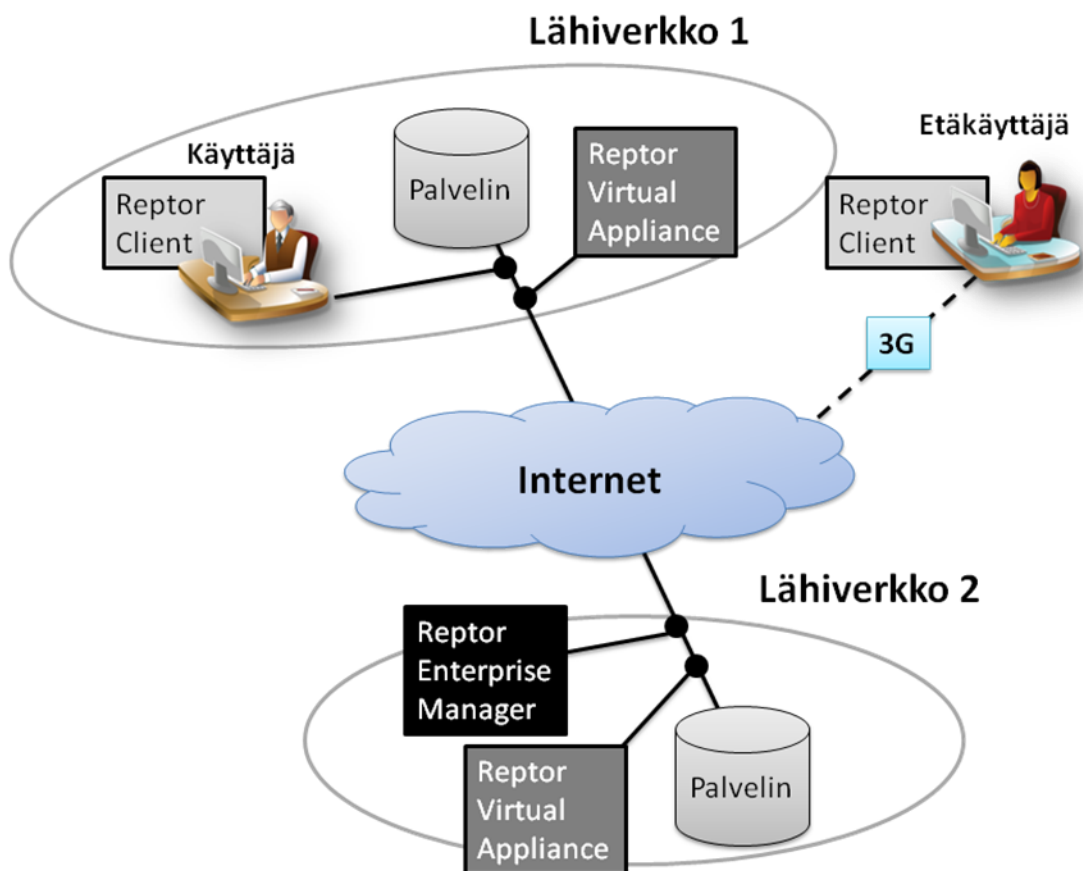 Lähiverkko 1
Käyttäjä
Reptor
Client
Palvelin
Reptor
Virtual
Appliance
Etäkäyttäjä
Reptor
Client
3G
Internet
Lähiverkko 2
Reptor
Enterprise
Manager
Reptor
Virtual
Appliance
Palvelin